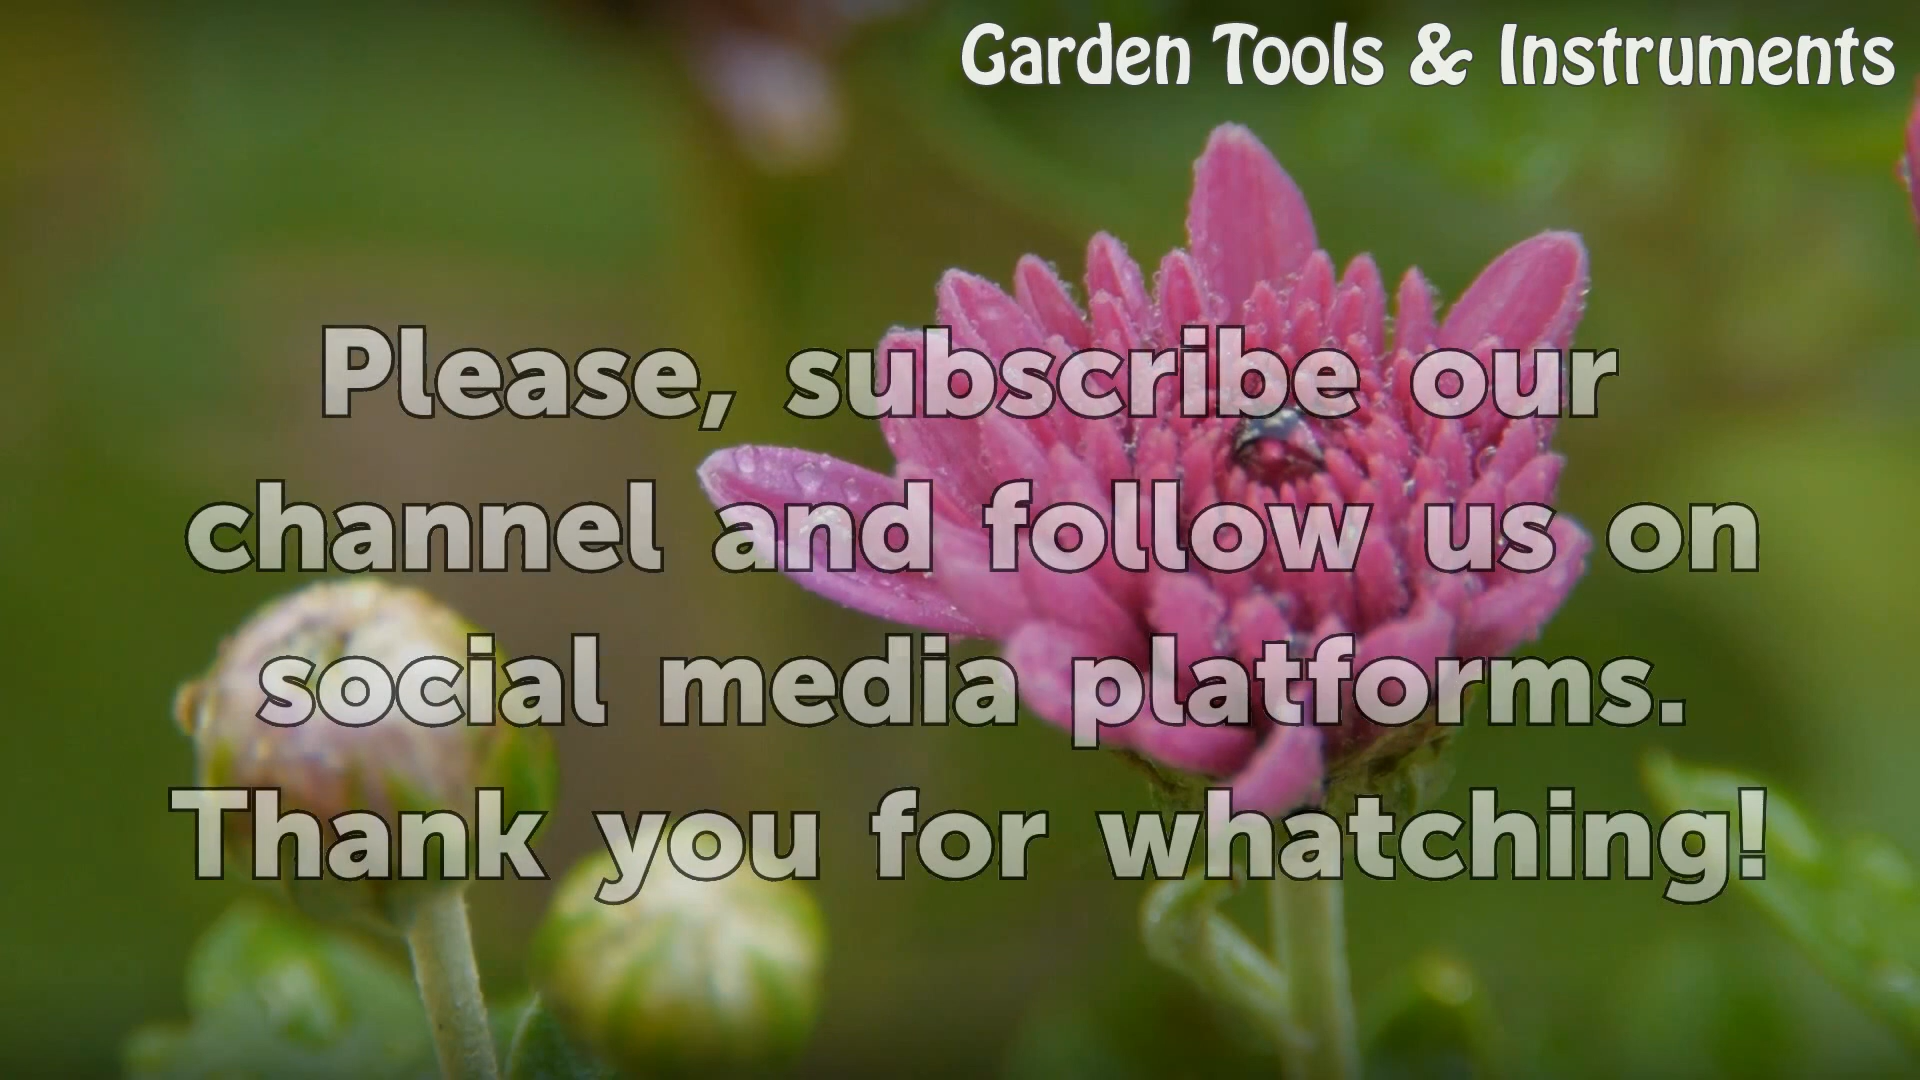 Garden Tools & Instruments
Please, subscribe our
channel and follow us on
social media platforms.
Thank you for whatching!